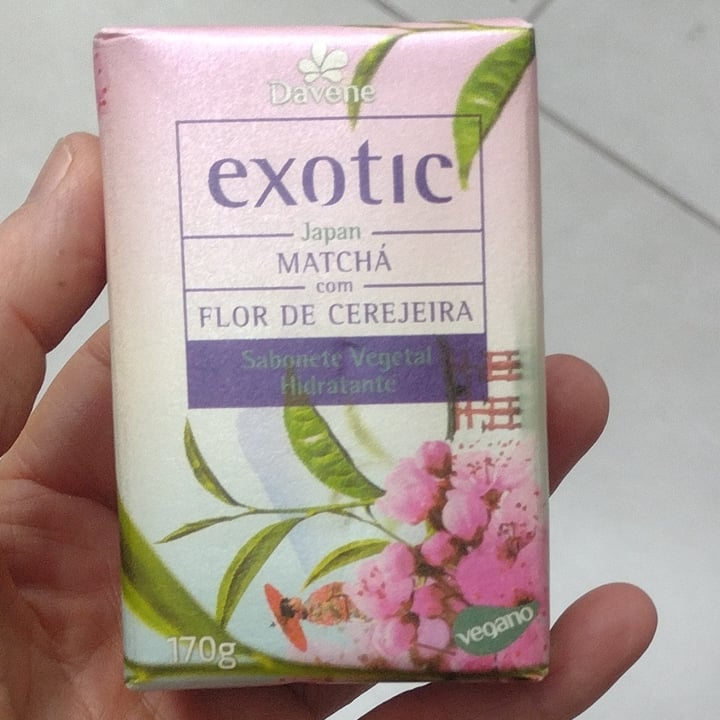 Davene
exotic
Japan
MATCHÁ
com
FLOR DE CEREJEIRA
Sabonete Vegetal
Hidratante
vegano
170g